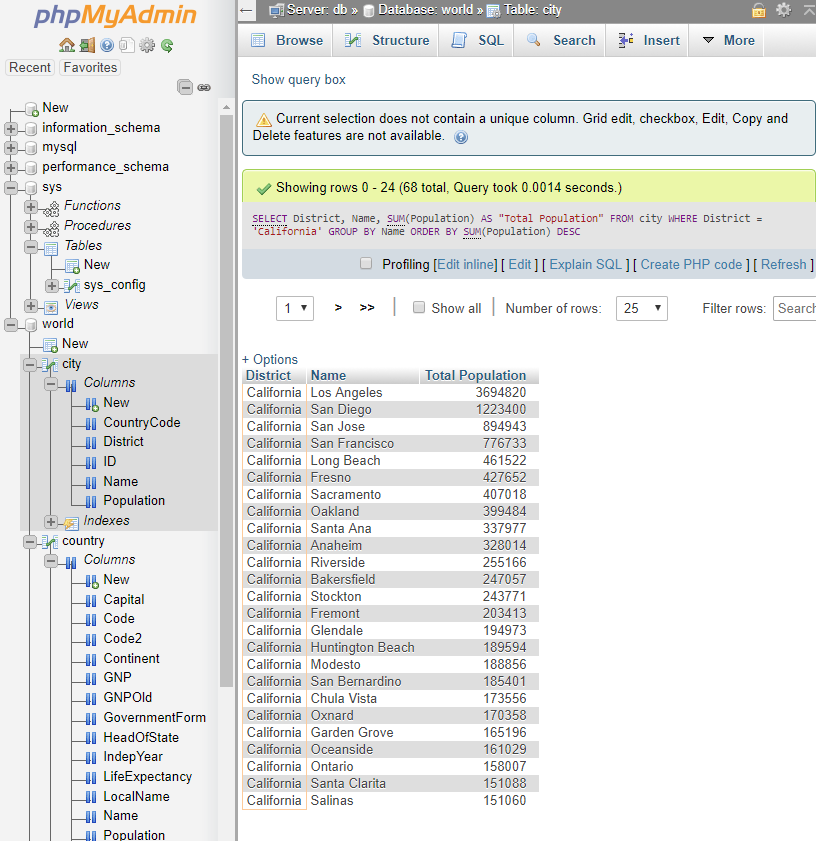 phpMyAdmin
Recent Favorites
New
information_schema
mysql
performance_schema
sys
Functions
Procedures
Tables
New
sys_config
Views
world
New
city
Columns
New
CountryCode
District
ID
Name
Population
Indexes
country
Columns
New
Capital
Code
Code2
Continent
GNP
GNPOld
GovernmentForm
HeadOfState
IndepYear
LifeExpectancy
LocalName
Name
Population
Server: db » Database: world » Table: city
Browse Structure SQL Search Insert More
Show query box
Current selection does not contain a unique column. Grid edit, checkbox, Edit, Copy and
Delete features are not available.
Showing rows 0 - 24 (68 total, Query took 0.0014 seconds.)
SELECT District, Name, SUM(Population) AS "Total Population" FROM city WHERE District =
'California' GROUP BY Name ORDER BY SUM(Population) DESC
Profiling [Edit inline] [ Edit ] [ Explain SQL ] [ Create PHP code ] [ Refresh ]
1 > >> | Show all | Number of rows: 25 Filter rows: Search
+ Options
District Name Total Population
California Los Angeles 3694820
California San Diego 1223400
California San Jose 894943
California San Francisco 776733
California Long Beach 461522
California Fresno 427652
California Sacramento 407018
California Oakland 399484
California Santa Ana 337977
California Anaheim 328014
California Riverside 255166
California Bakersfield 247057
California Stockton 243771
California Fremont 203413
California Glendale 194973
California Huntington Beach 189594
California Modesto 188856
California San Bernardino 185401
California Chula Vista 173556
California Oxnard 170358
California Garden Grove 165196
California Oceanside 161029
California Ontario 158007
California Santa Clarita 151088
California Salinas 151060